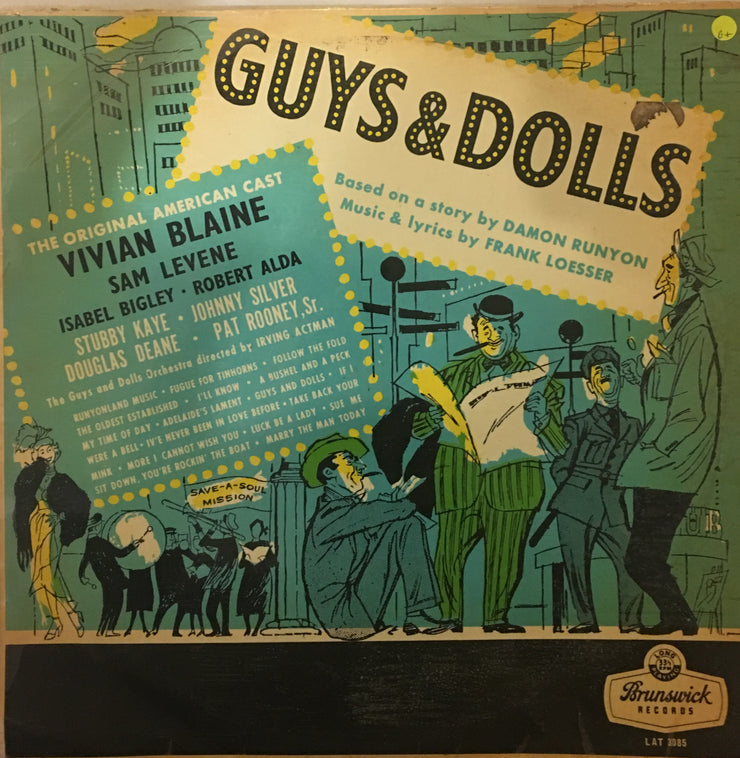 GUYS & DOLLS
Based on a story by DAMON RUNYON
Music & lyrics by FRANK LOESSER
THE ORIGINAL AMERICAN CAST
VIVIAN BLAINE
SAM LEVENE
ISABEL BIGLEY · ROBERT ALDA
STUBBY KAYE · JOHNNY SILVER
DOUGLAS DEANE · PAT ROONEY, Sr.
The Guys and Dolls Orchestra directed by IRVING ACTMAN
RUNYONLAND MUSIC · FUGUE FOR TINHORNS · FOLLOW THE FOLD
THE OLDEST ESTABLISHED · I'LL KNOW · A BUSHEL AND A PECK
MY TIME OF DAY · ADELAIDE'S LAMENT · GUYS AND DOLLS · IF I
WERE A BELL · IV'E NEVER BEEN IN LOVE BEFORE · TAKE BACK YOUR
MINK · MORE I CANNOT WISH YOU · LUCK BE A LADY · SUE ME
SIT DOWN, YOU'RE ROCKIN' THE BOAT · MARRY THE MAN TODAY
SAVE-A-SOUL
MISSION
LONG
33⅓
RPM
PLAYING
Brunswick
RECORDS
LAT 3085